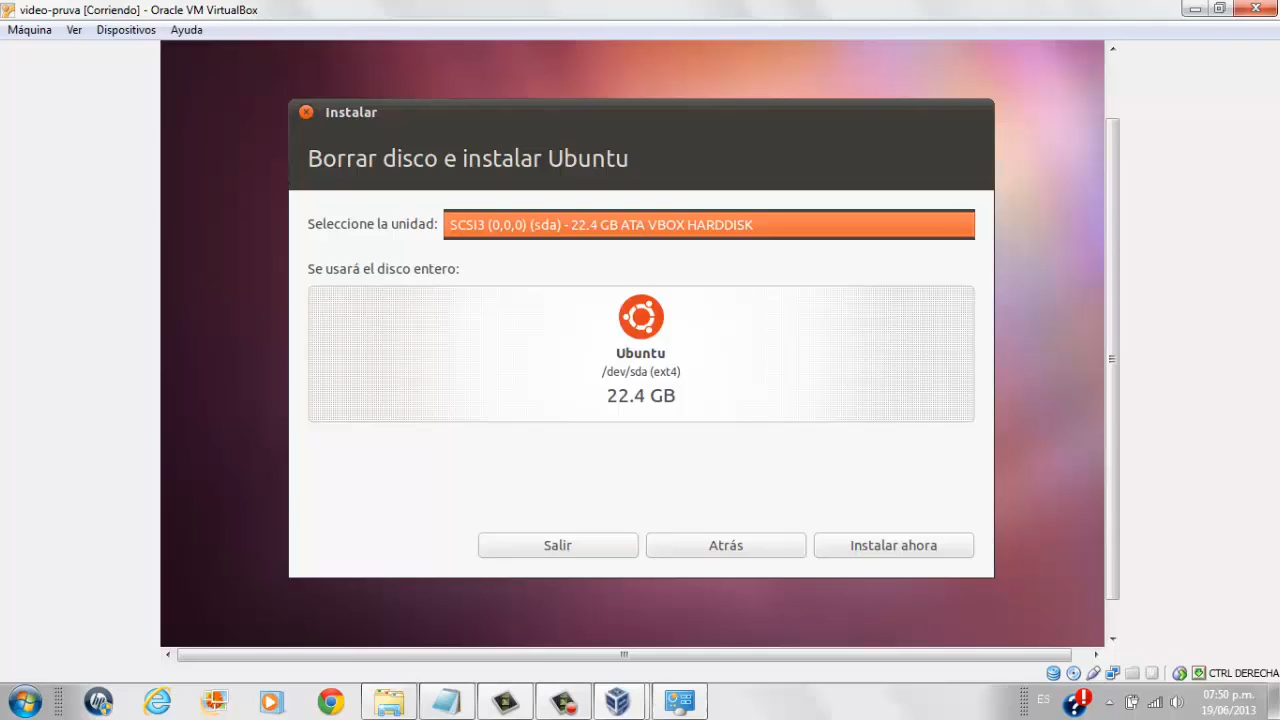 video-pruva [Corriendo] - Oracle VM VirtualBox
Máquina Ver Dispositivos Ayuda
Instalar
Borrar disco e instalar Ubuntu
Seleccione la unidad: SCSI3 (0,0,0) (sda) - 22.4 GB ATA VBOX HARDDISK
Se usará el disco entero:
Ubuntu
/dev/sda (ext4)
22.4 GB
Salir Atrás Instalar ahora
CTRL DERECHA
ES
07:50 p.m.
19/06/2013